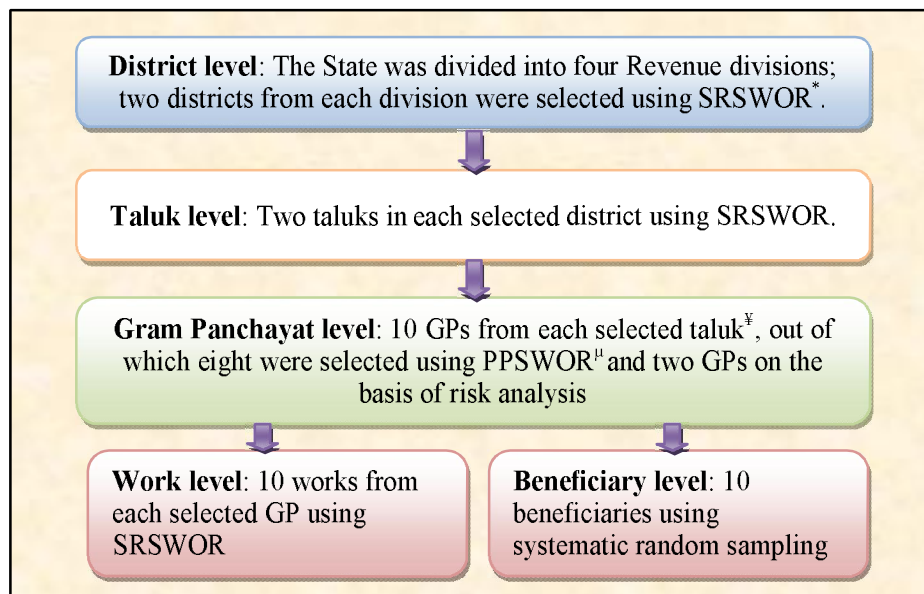 District level: The State was divided into four Revenue divisions;
two districts from each division were selected using SRSWOR*.
Taluk level: Two taluks in each selected district using SRSWOR.
Gram Panchayat level: 10 GPs from each selected taluk¥, out of
which eight were selected using PPSWORµ and two GPs on the
basis of risk analysis
Work level: 10 works from
each selected GP using
SRSWOR
Beneficiary level: 10
beneficiaries using
systematic random sampling